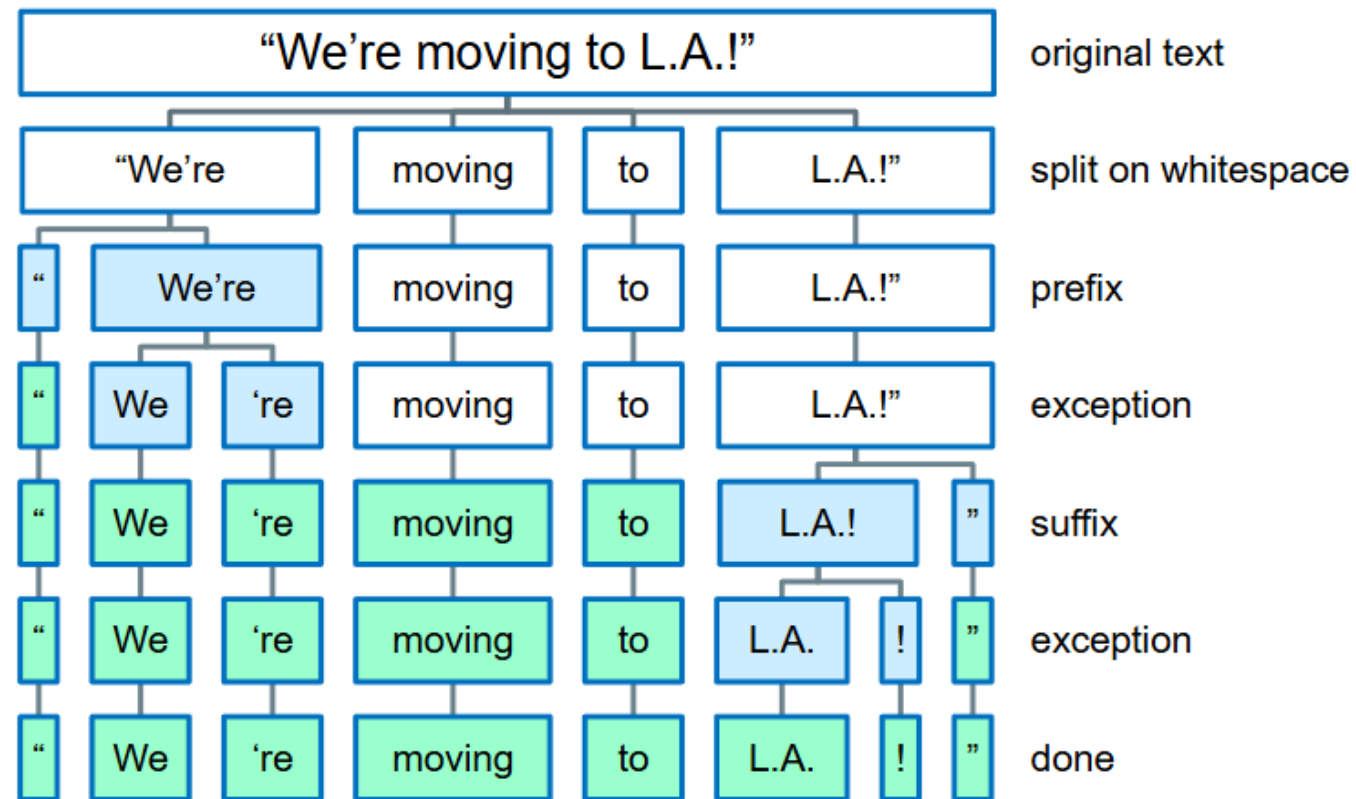 “We’re moving to L.A.!” original text
“We’re moving to L.A.!” split on whitespace
“ We’re moving to L.A.!” prefix
“ We ‘re moving to L.A.!” exception
“ We ‘re moving to L.A.! ” suffix
“ We ‘re moving to L.A. ! ” exception
“ We ‘re moving to L.A. ! ” done